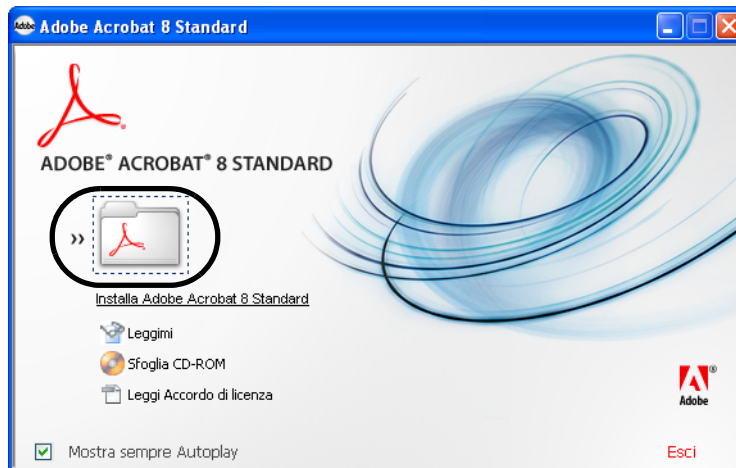 Adobe Adobe Acrobat 8 Standard
ADOBE® ACROBAT® 8 STANDARD
Installa Adobe Acrobat 8 Standard
Leggimi
Sfoglia CD-ROM
Leggi Accordo di licenza
®
Adobe
Mostra sempre Autoplay
Esci